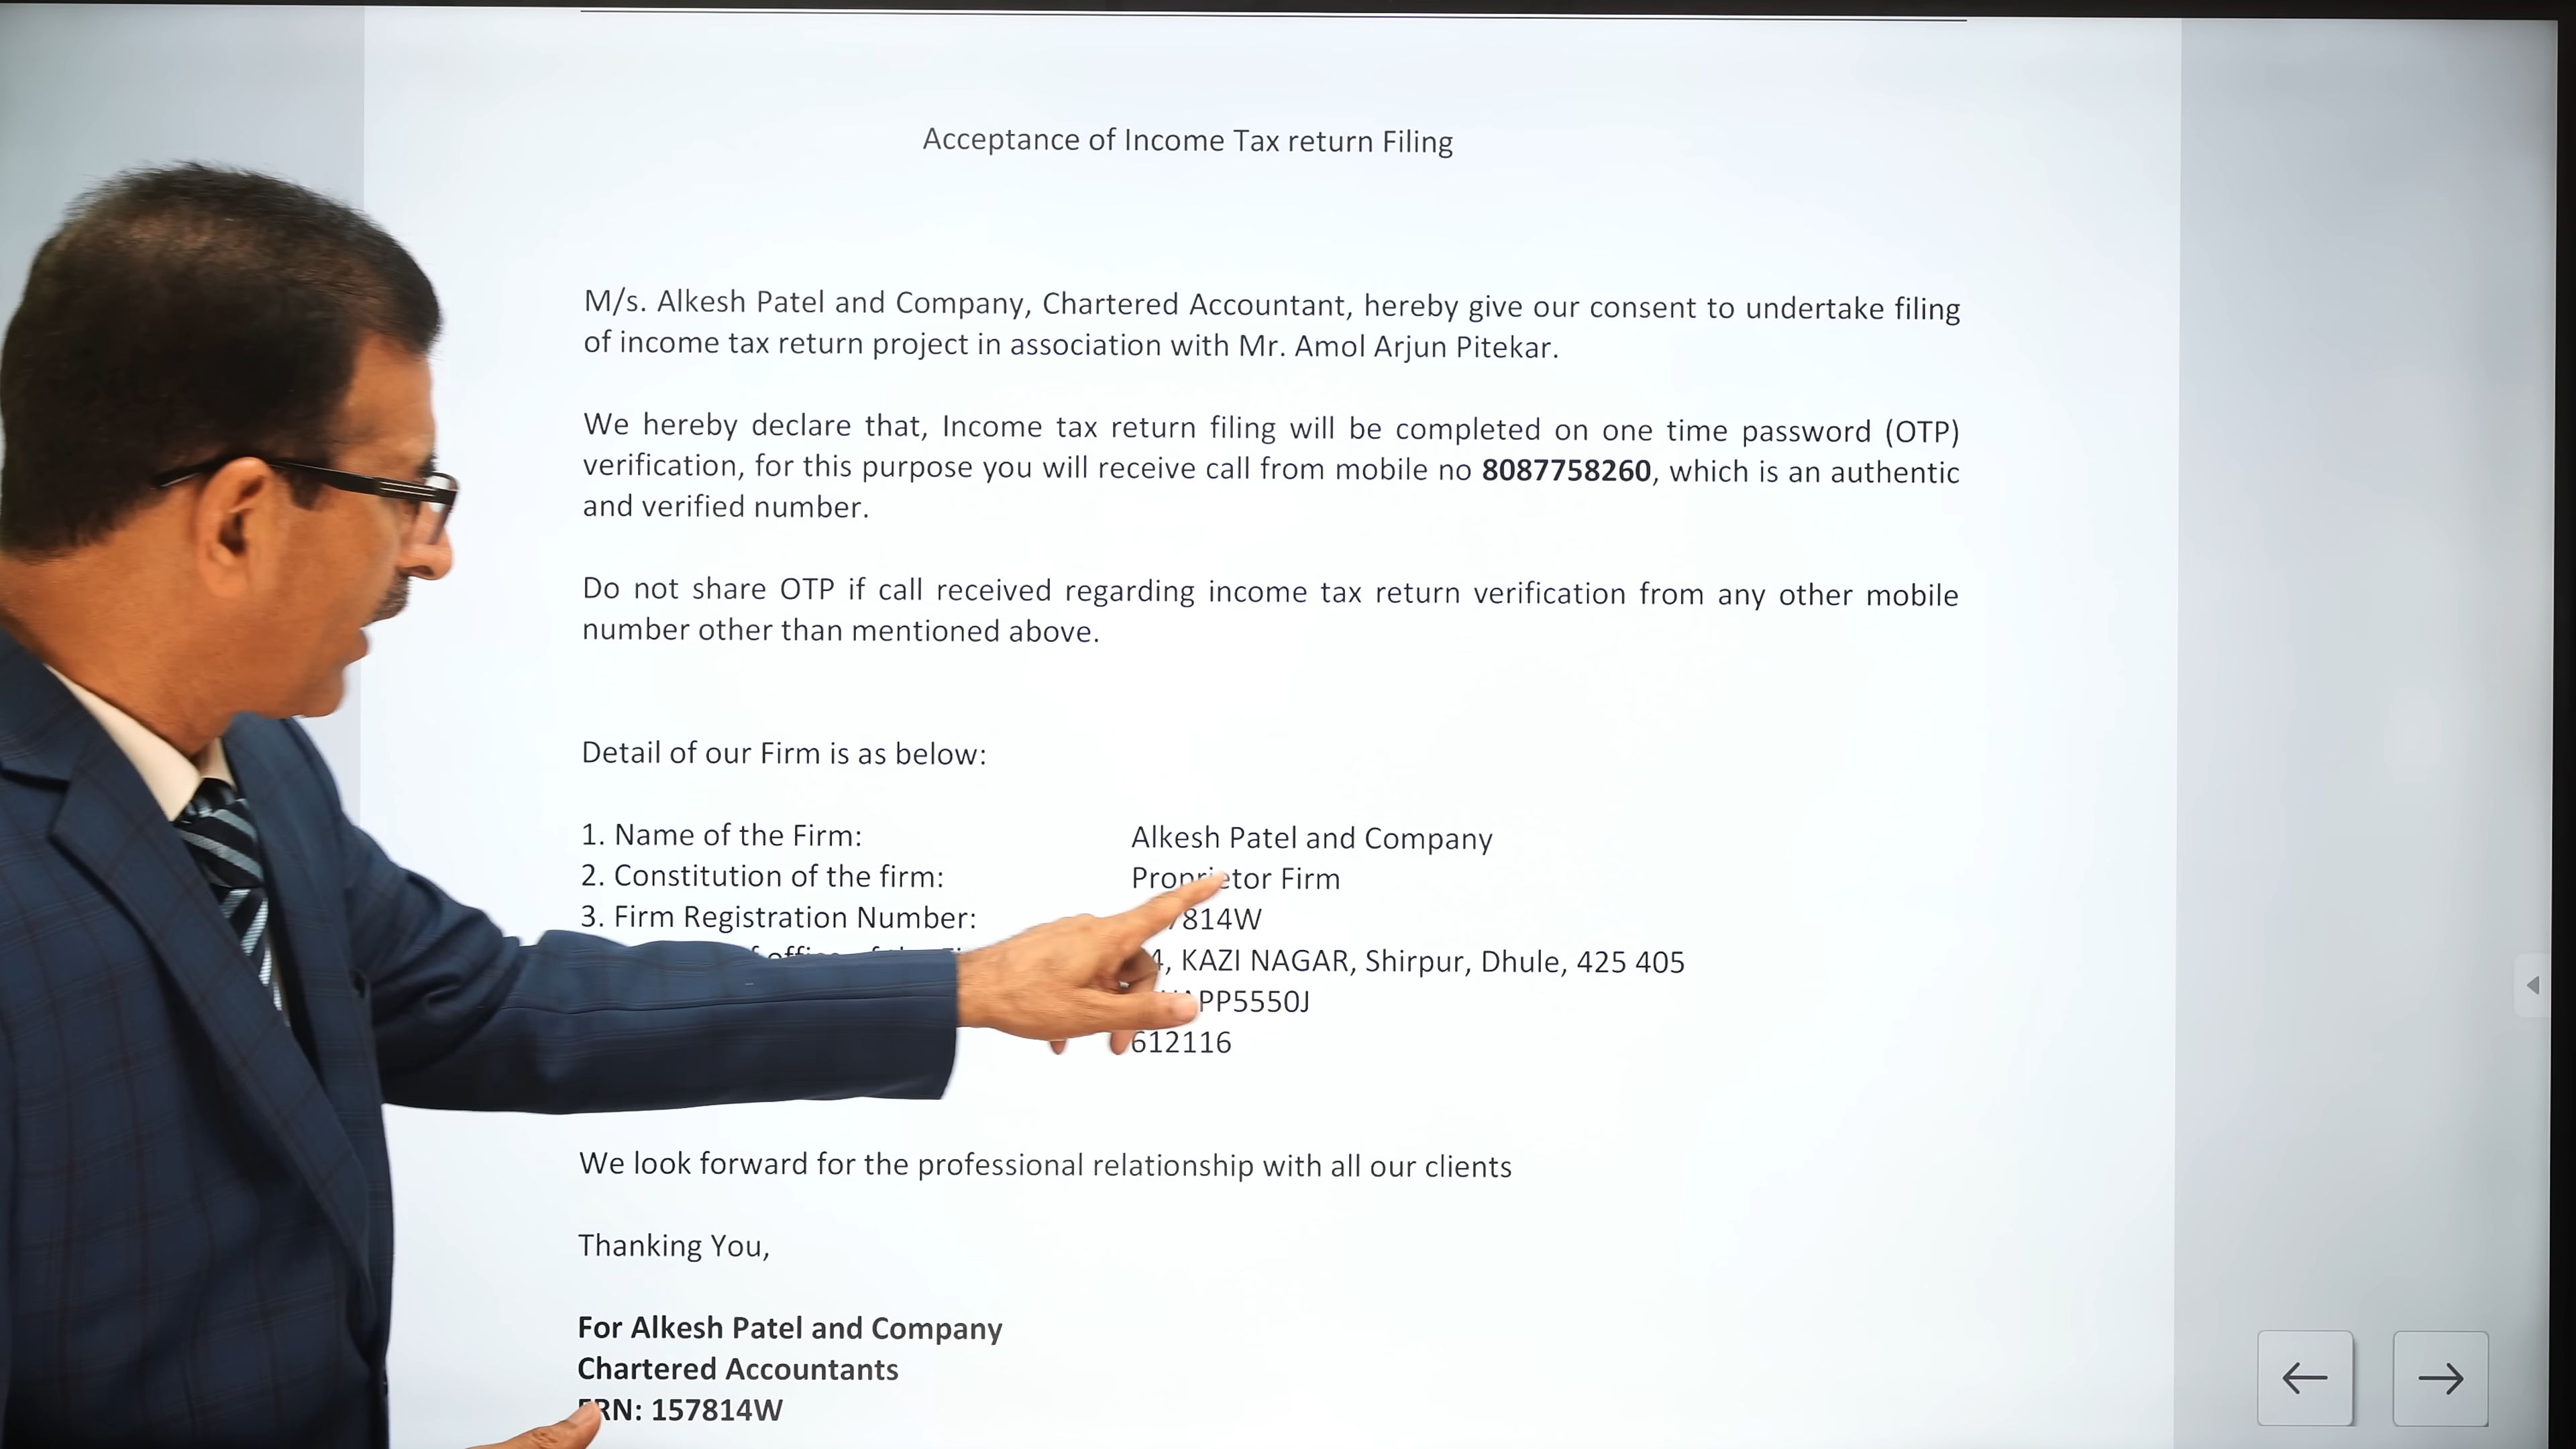 Acceptance of Income Tax return Filing
M/s. Alkesh Patel and Company, Chartered Accountant, hereby give our consent to undertake filing
of income tax return project in association with Mr. Amol Arjun Pitekar.
We hereby declare that, Income tax return filing will be completed on one time password (OTP)
verification, for this purpose you will receive call from mobile no 8087758260, which is an authentic
and verified number.
Do not share OTP if call received regarding income tax return verification from any other mobile
number other than mentioned above.
Detail of our Firm is as below:
1. Name of the Firm: Alkesh Patel and Company
2. Constitution of the firm: Proprietor Firm
3. Firm Registration Number: 7814W
4, KAZI NAGAR, Shirpur, Dhule, 425 405
PP5550J
612116
We look forward for the professional relationship with all our clients
Thanking You,
For Alkesh Patel and Company
Chartered Accountants
FRN: 157814W